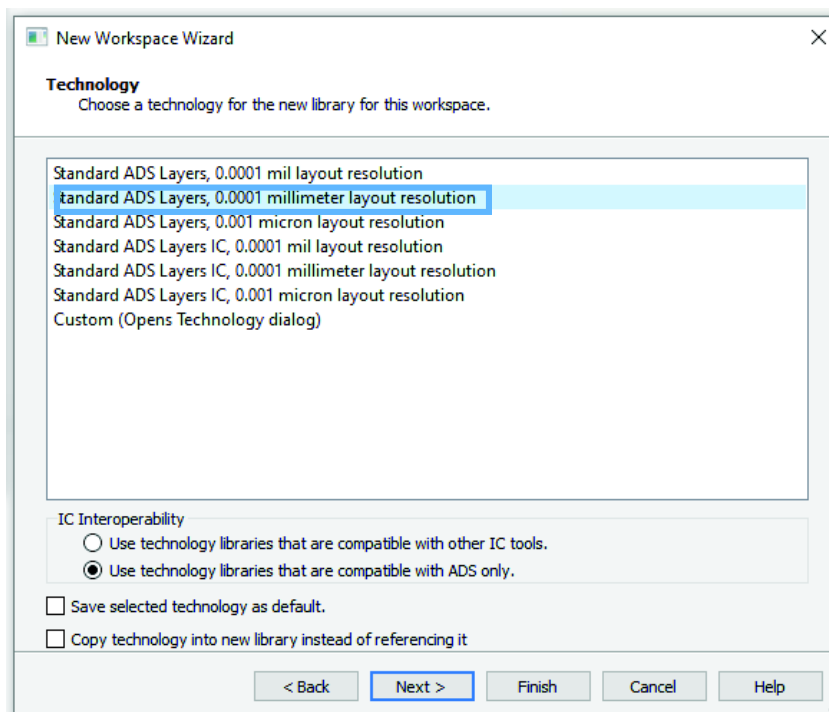 New Workspace Wizard
Technology
Choose a technology for the new library for this workspace.
Standard ADS Layers, 0.0001 mil layout resolution
tandard ADS Layers, 0.0001 millimeter layout resolution
Standard ADS Layers, 0.001 micron layout resolution
Standard ADS Layers IC, 0.0001 mil layout resolution
Standard ADS Layers IC, 0.0001 millimeter layout resolution
Standard ADS Layers IC, 0.001 micron layout resolution
Custom (Opens Technology dialog)
IC Interoperability
Use technology libraries that are compatible with other IC tools.
Use technology libraries that are compatible with ADS only.
Save selected technology as default.
Copy technology into new library instead of referencing it
< Back Next > Finish Cancel Help